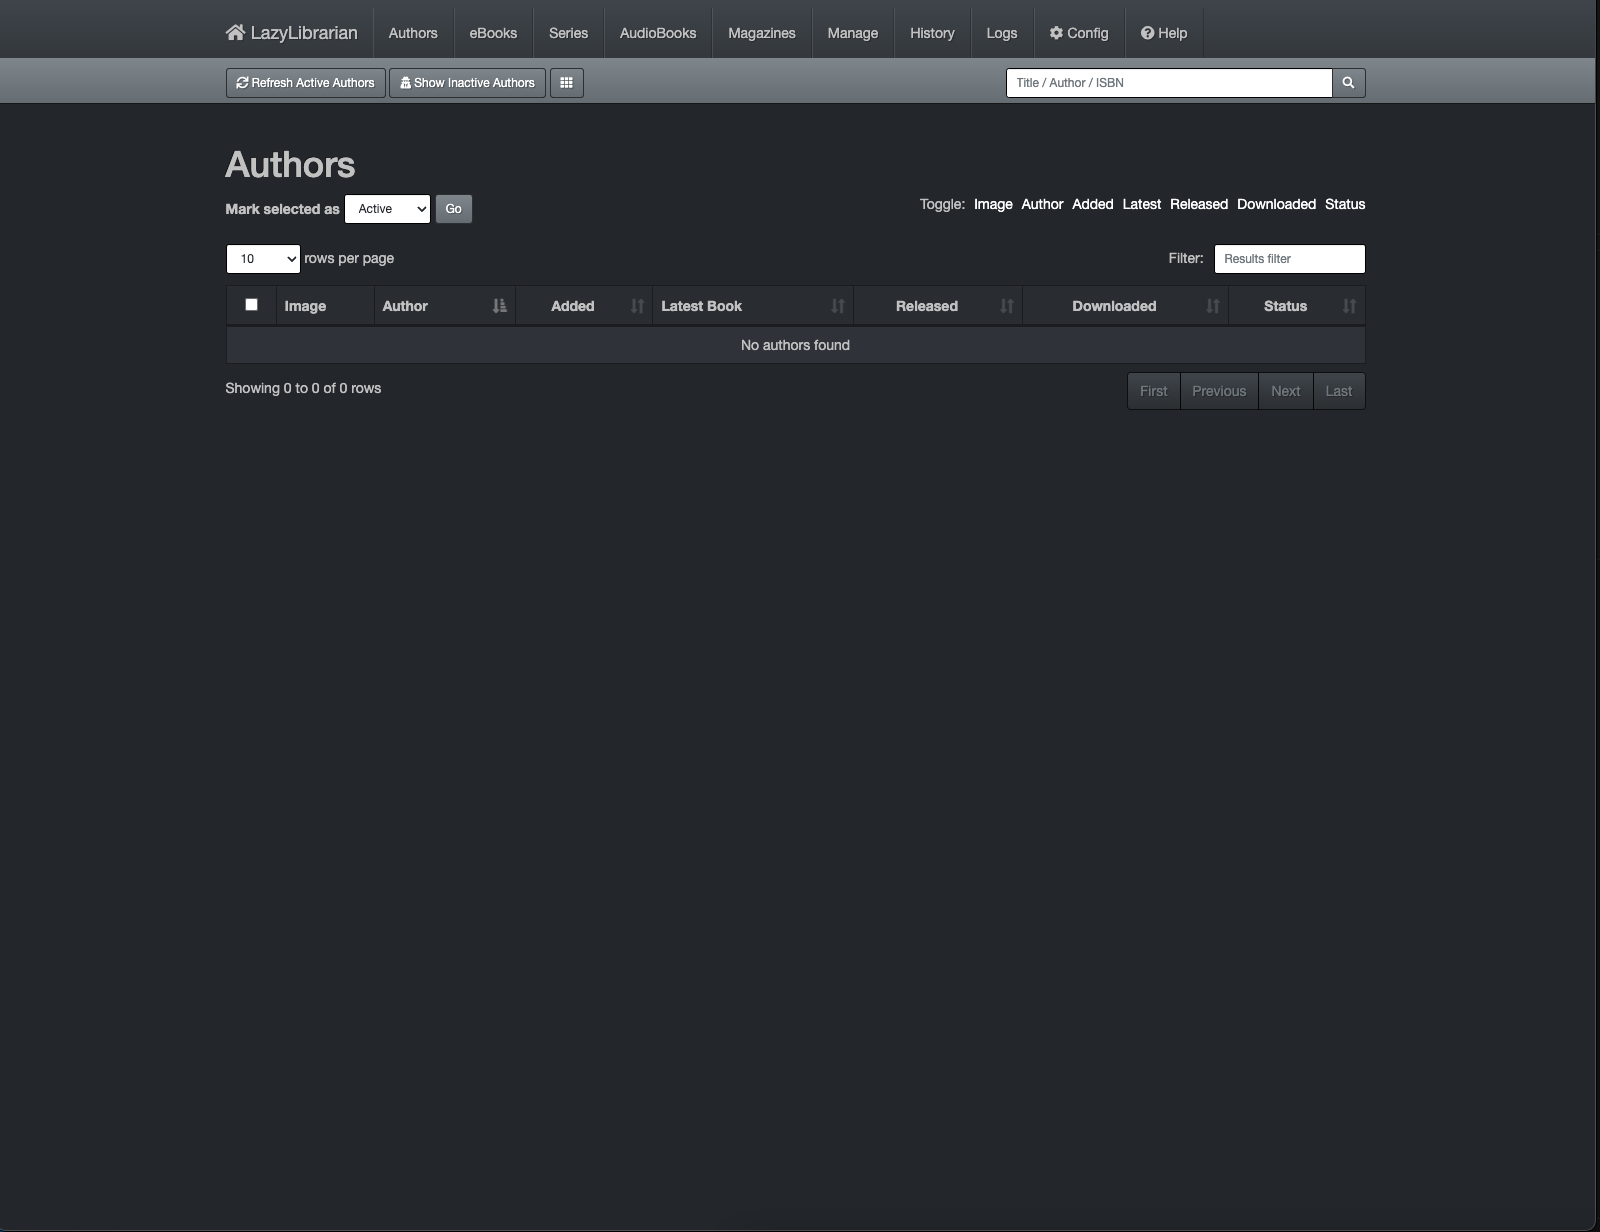 LazyLibrarian Authors eBooks Series AudioBooks Magazines Manage History Logs Config Help
Refresh Active Authors Show Inactive Authors Title / Author / ISBN
Authors
Mark selected as Active Go Toggle: Image Author Added Latest Released Downloaded Status
10 rows per page Filter: Results filter
Image Author Added Latest Book Released Downloaded Status
No authors found
Showing 0 to 0 of 0 rows First Previous Next Last